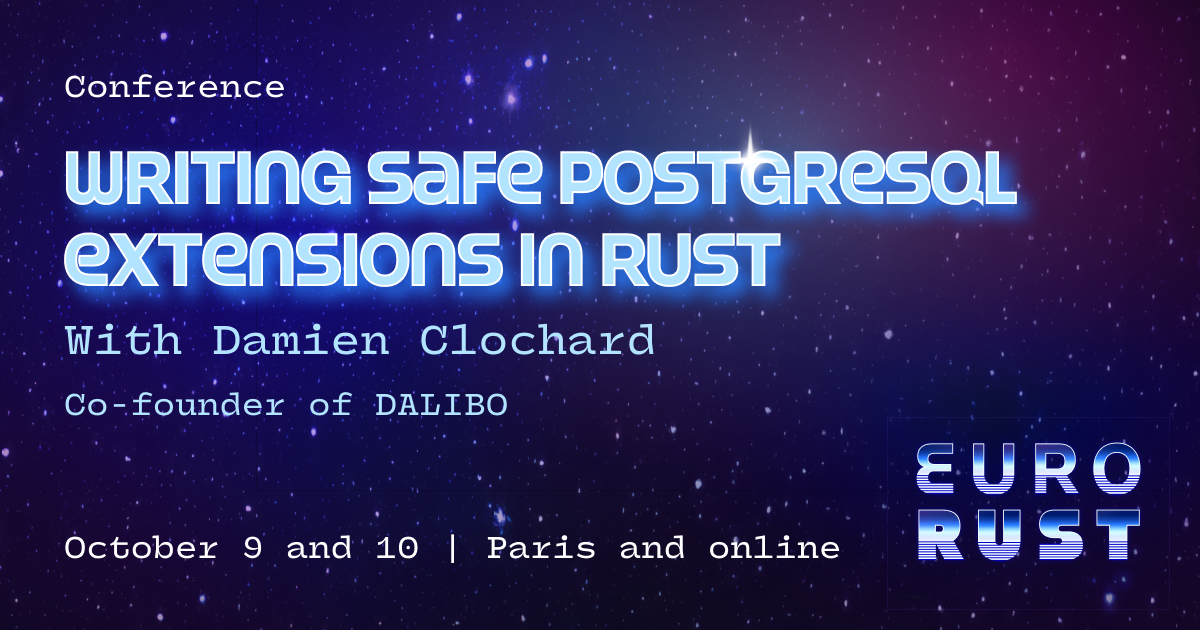 Conference
WRITING SAFE POSTGRESQL
EXTENSIONS IN RUST
With Damien Clochard
Co-founder of DALIBO
October 9 and 10 | Paris and online
EURO
RUST